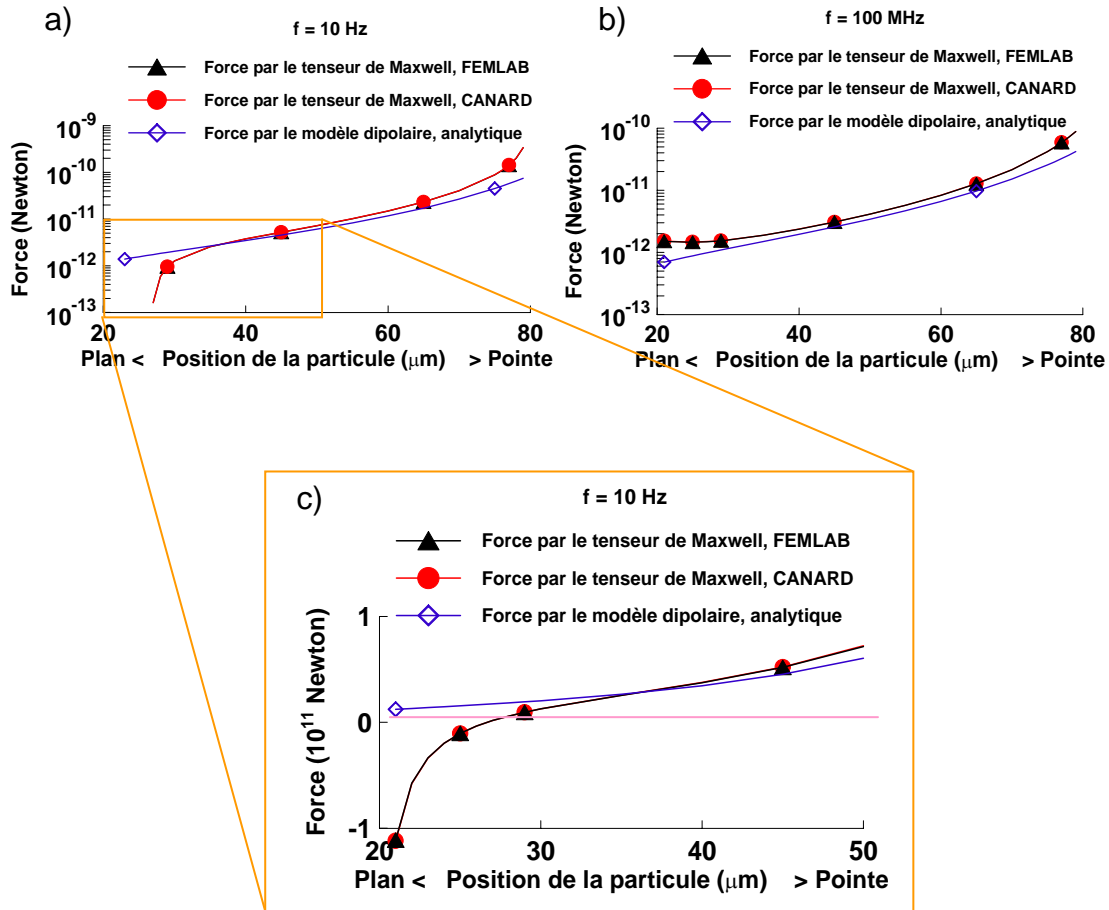 a)
f = 10 Hz
Force par le tenseur de Maxwell, FEMLAB
Force par le tenseur de Maxwell, CANARD
Force par le modèle dipolaire, analytique
Force (Newton)
10-9
10-10
10-11
10-12
10-13
20 40 60 80
Plan < Position de la particule (μm) > Pointe
b)
f = 100 MHz
Force par le tenseur de Maxwell, FEMLAB
Force par le tenseur de Maxwell, CANARD
Force par le modèle dipolaire, analytique
Force (Newton)
10-10
10-11
10-12
10-13
20 40 60 80
Plan < Position de la particule (μm) > Pointe
c)
f = 10 Hz
Force par le tenseur de Maxwell, FEMLAB
Force par le tenseur de Maxwell, CANARD
Force par le modèle dipolaire, analytique
Force (1011 Newton)
1
0
-1
20 30 40 50
Plan < Position de la particule (μm) > Pointe